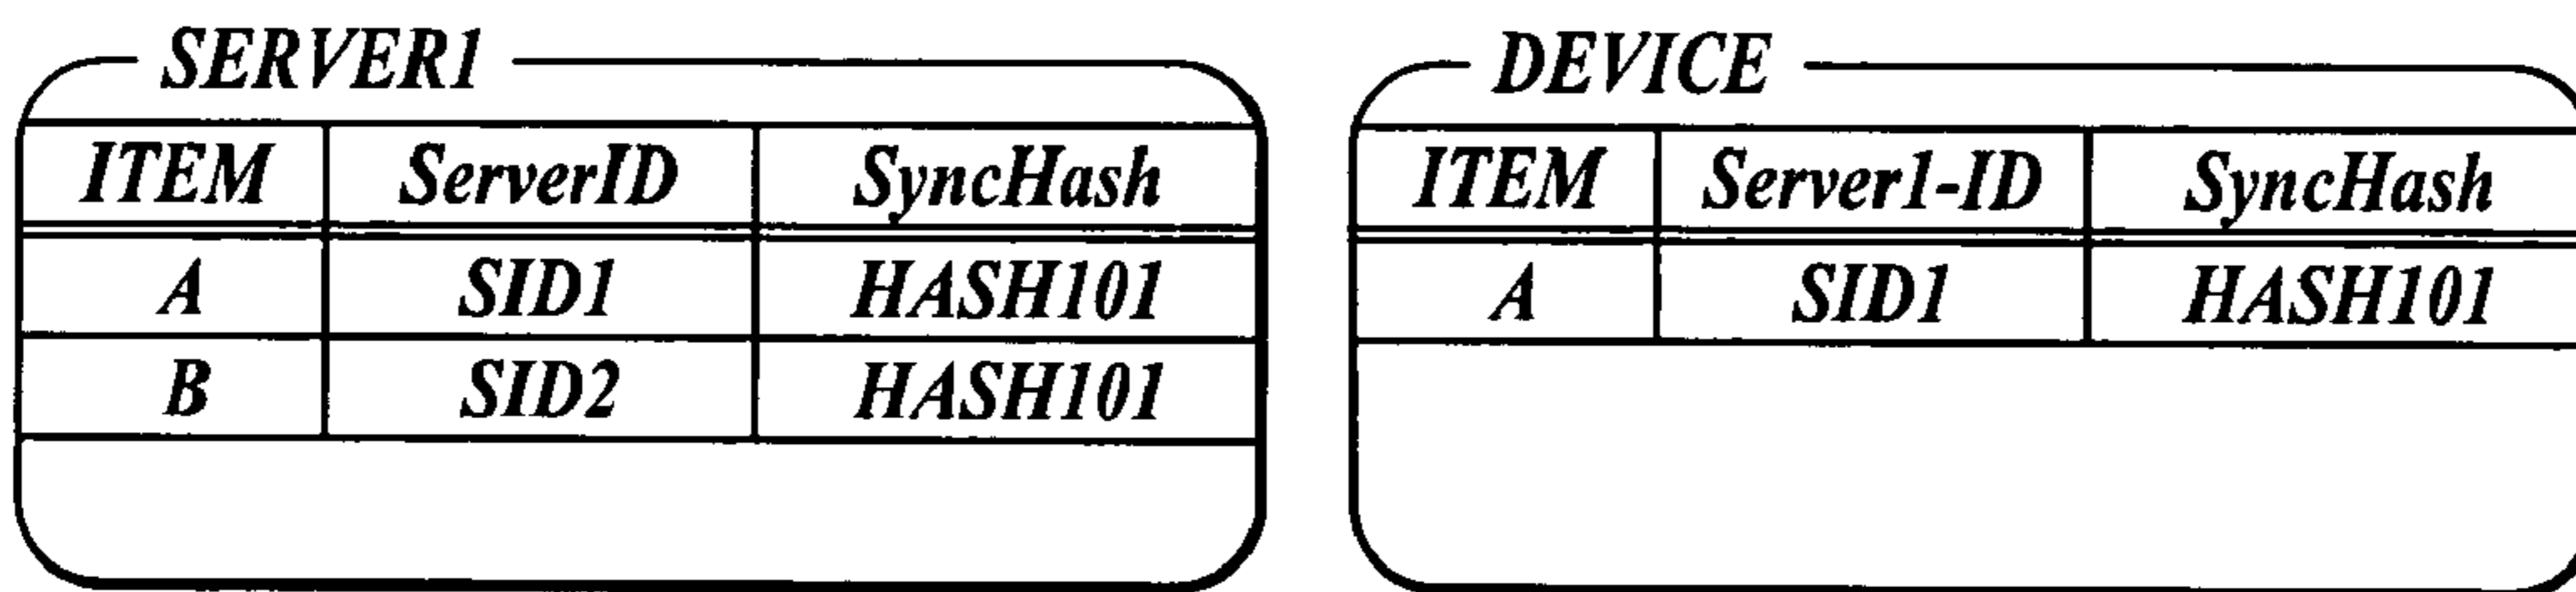 SERVER1
ITEM ServerID SyncHash
A SID1 HASH101
B SID2 HASH101
DEVICE
ITEM Server1-ID SyncHash
A SID1 HASH101